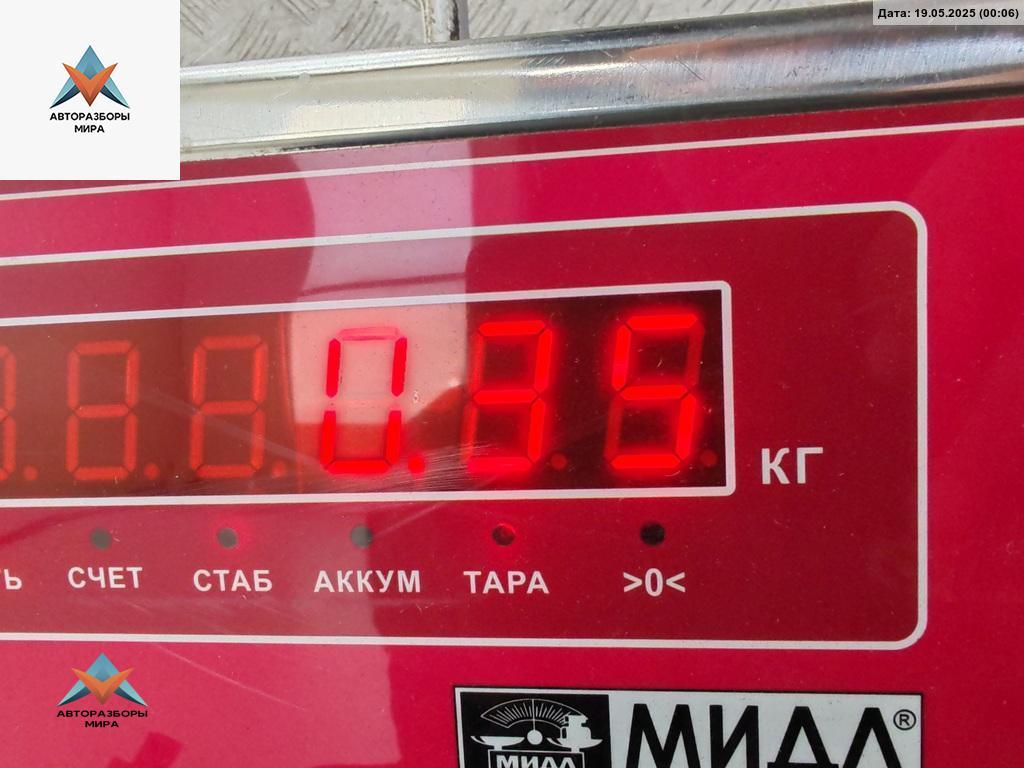 Дата: 19.05.2025 (00:06)
АВТОРАЗБОРЫ
МИРА
0.35
КГ
СЧЕТ СТАБ АККУМ ТАРА >0<
АВТОРАЗБОРЫ
МИРА
МИДЛ
МИДЛ®